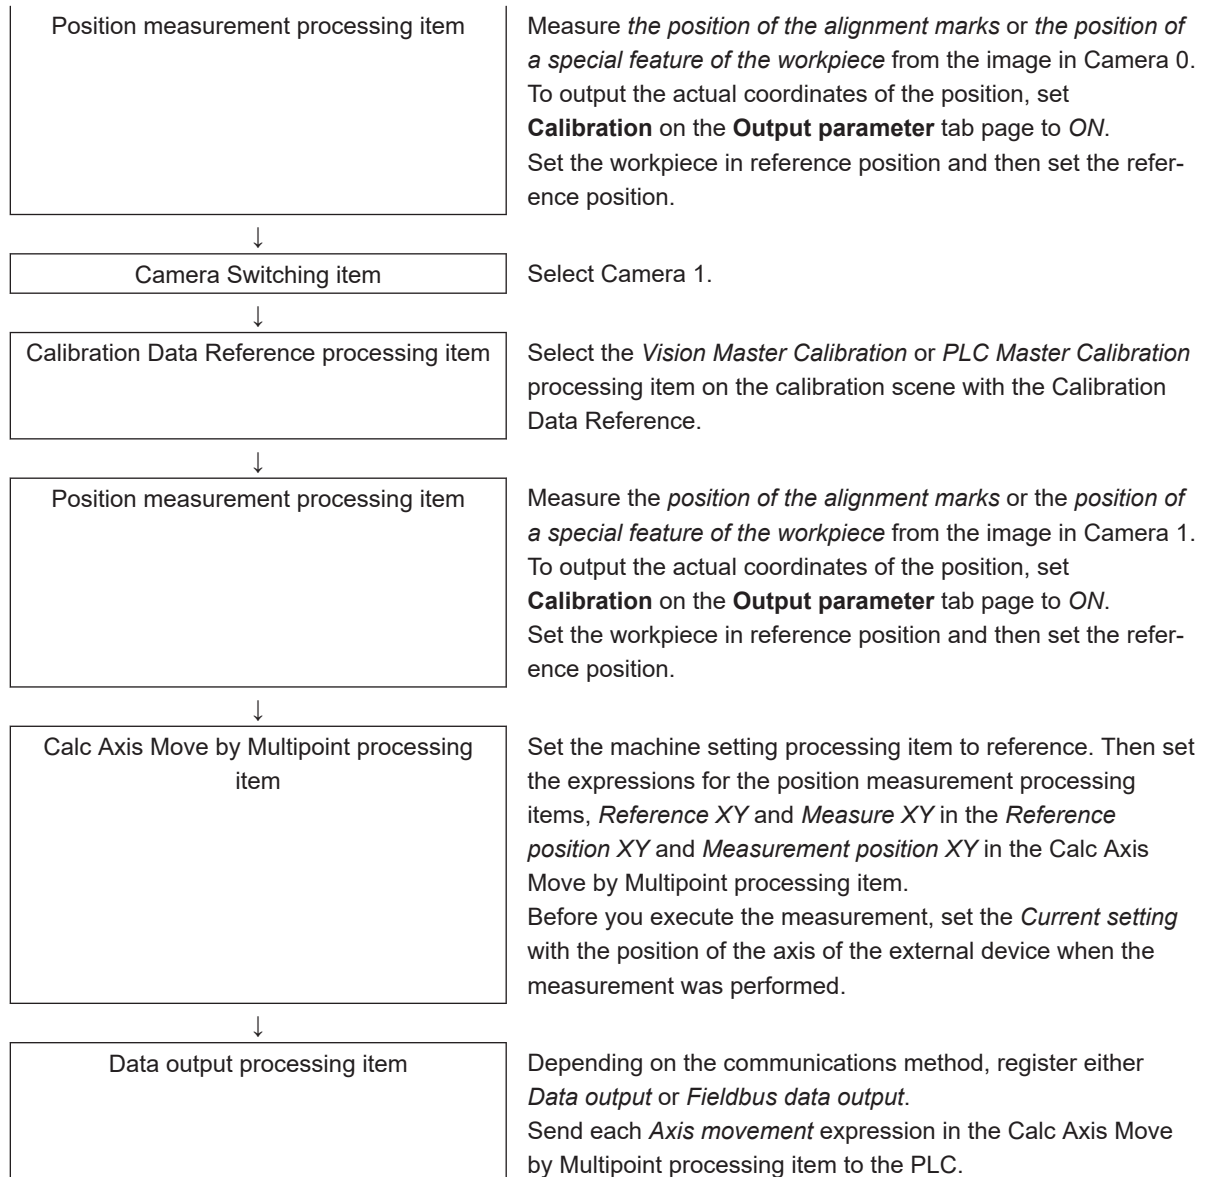 Position measurement processing item
Measure the position of the alignment marks or the position of
a special feature of the workpiece from the image in Camera 0.
To output the actual coordinates of the position, set
Calibration on the Output parameter tab page to ON.
Set the workpiece in reference position and then set the refer-
ence position.
↓
Camera Switching item
Select Camera 1.
↓
Calibration Data Reference processing item
Select the Vision Master Calibration or PLC Master Calibration
processing item on the calibration scene with the Calibration
Data Reference.
↓
Position measurement processing item
Measure the position of the alignment marks or the position of
a special feature of the workpiece from the image in Camera 1.
To output the actual coordinates of the position, set
Calibration on the Output parameter tab page to ON.
Set the workpiece in reference position and then set the refer-
ence position.
↓
Calc Axis Move by Multipoint processing
item
Set the machine setting processing item to reference. Then set
the expressions for the position measurement processing
items, Reference XY and Measure XY in the Reference
position XY and Measurement position XY in the Calc Axis
Move by Multipoint processing item.
Before you execute the measurement, set the Current setting
with the position of the axis of the external device when the
measurement was performed.
↓
Data output processing item
Depending on the communications method, register either
Data output or Fieldbus data output.
Send each Axis movement expression in the Calc Axis Move
by Multipoint processing item to the PLC.